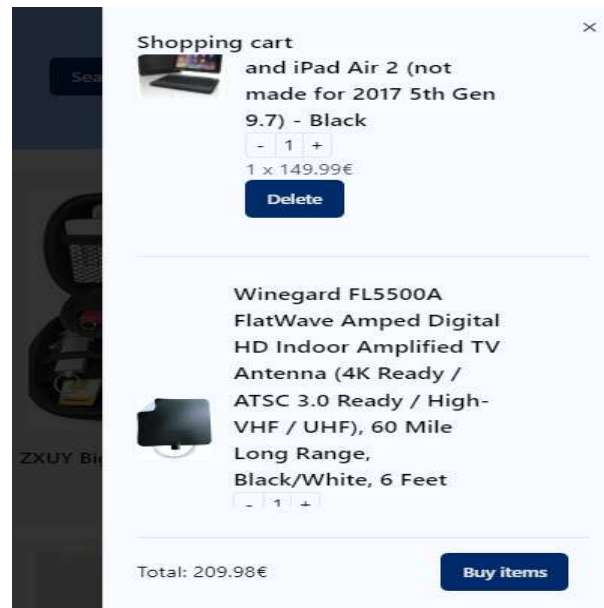 ×
Shopping cart
Sea
and iPad Air 2 (not
made for 2017 5th Gen
9.7) - Black
- 1 +
1 x 149.99€
Delete
Winegard FL5500A
FlatWave Amped Digital
HD Indoor Amplified TV
Antenna (4K Ready /
ATSC 3.0 Ready / High-
VHF / UHF), 60 Mile
Long Range,
Black/White, 6 Feet
- 1 +
ZXUY Big
Total: 209.98€
Buy items